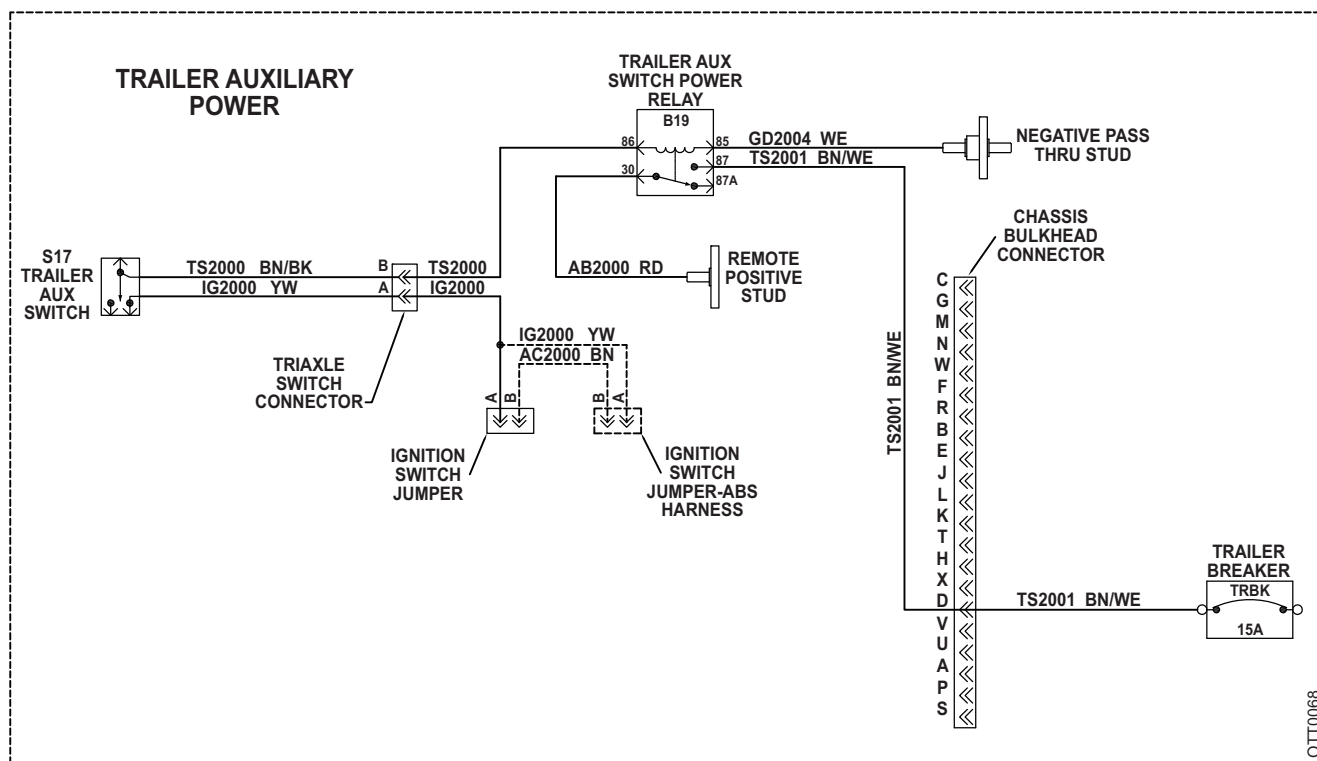 TRAILER AUXILIARY
POWER
TRAILER AUX
SWITCH POWER
RELAY
B19
86
85
30
87
87A
GD2004 WE
TS2001 BN/WE
NEGATIVE PASS
THRU STUD
AB2000 RD
REMOTE
POSITIVE
STUD
S17
TRAILER
AUX
SWITCH
TS2000 BN/BK
IG2000 YW
B
A
TS2000
IG2000
TRIAXLE
SWITCH
CONNECTOR
IG2000 YW
AC2000 BN
A
B
B
A
IGNITION
SWITCH
JUMPER
IGNITION
SWITCH
JUMPER-ABS
HARNESS
TS2001 BN/WE
CHASSIS
BULKHEAD
CONNECTOR
C
G
M
N
W
F
R
B
E
J
L
K
T
H
X
D
V
U
A
P
S
TS2001 BN/WE
TRAILER
BREAKER
TRBK
15A
OTT0068